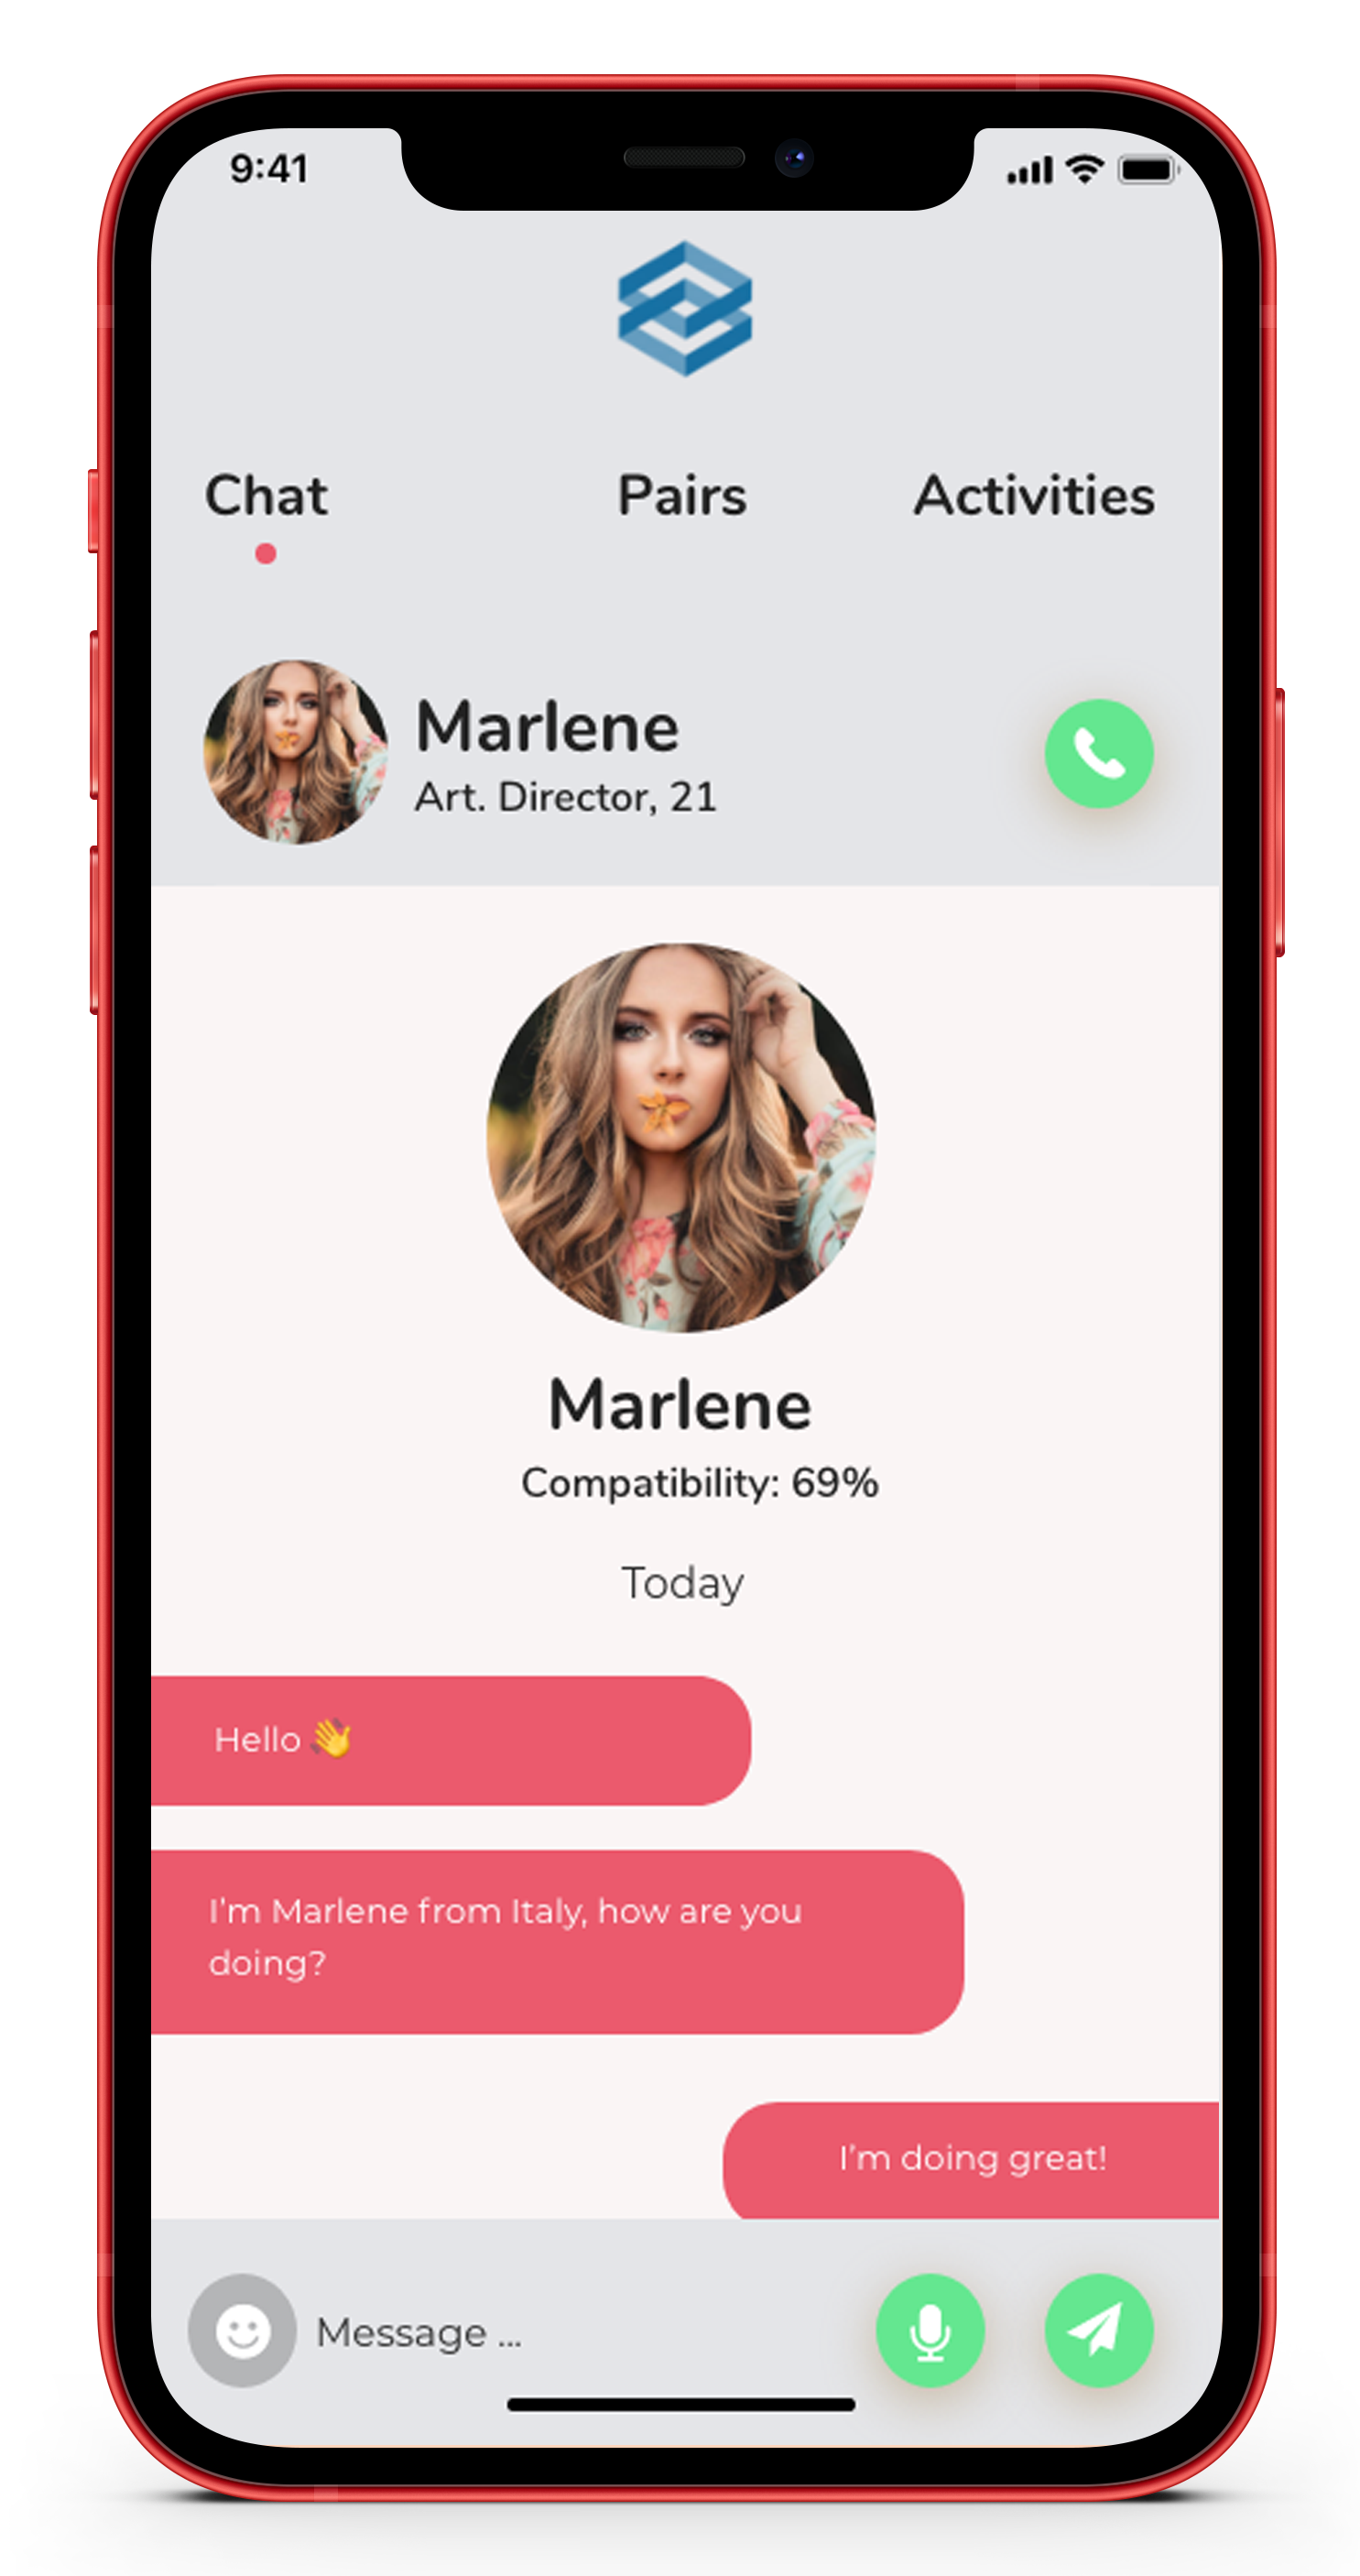 9:41
Chat
Pairs
Activities
Marlene
Art. Director, 21
Marlene
Compatibility: 69%
Today
Hello 👋
I'm Marlene from Italy, how are you
doing?
I'm doing great!
Message ...